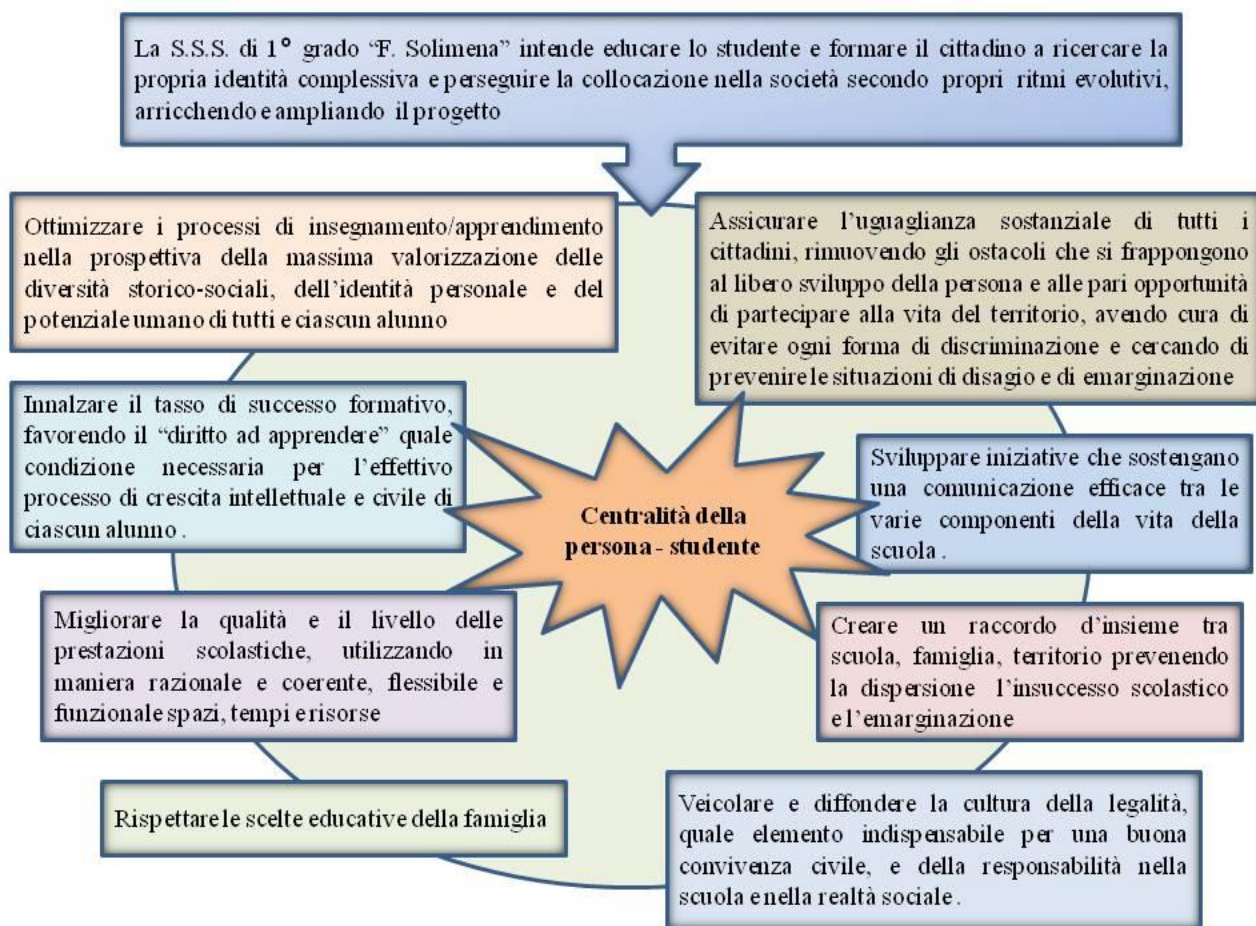 La S.S.S. di 1° grado “F. Solimena” intende educare lo studente e formare il cittadino a ricercare la
propria identità complessiva e perseguire la collocazione nella società secondo propri ritmi evolutivi,
arricchendo e ampliando il progetto
Ottimizzare i processi di insegnamento/apprendimento
nella prospettiva della massima valorizzazione delle
diversità storico-sociali, dell’identità personale e del
potenziale umano di tutti e ciascun alunno
Assicurare l’uguaglianza sostanziale di tutti i
cittadini, rimuovendo gli ostacoli che si frappongono
al libero sviluppo della persona e alle pari opportunità
di partecipare alla vita del territorio, avendo cura di
evitare ogni forma di discriminazione e cercando di
prevenire le situazioni di disagio e di emarginazione
Innalzare il tasso di successo formativo,
favorendo il “diritto ad apprendere” quale
condizione necessaria per l’effettivo
processo di crescita intellettuale e civile di
ciascun alunno .
Centralità della
persona - studente
Sviluppare iniziative che sostengano
una comunicazione efficace tra le
varie componenti della vita della
scuola .
Migliorare la qualità e il livello delle
prestazioni scolastiche, utilizzando in
maniera razionale e coerente, flessibile e
funzionale spazi, tempi e risorse
Creare un raccordo d’insieme tra
scuola, famiglia, territorio prevenendo
la dispersione l’insuccesso scolastico
e l’emarginazione
Rispettare le scelte educative della famiglia
Veicolare e diffondere la cultura della legalità,
quale elemento indispensabile per una buona
convivenza civile, e della responsabilità nella
scuola e nella realtà sociale .